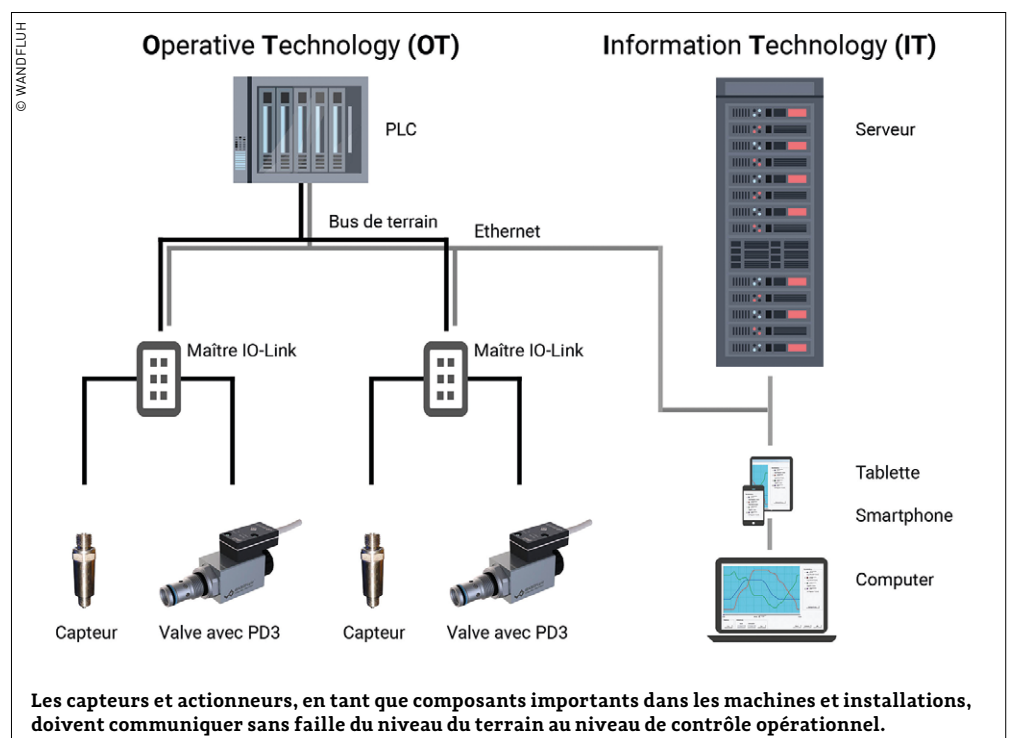 © WANDFLUH
Operative Technology (OT)
Information Technology (IT)
PLC
Serveur
Bus de terrain
Ethernet
Maître IO-Link
Maître IO-Link
Tablette
Smartphone
Computer
Capteur
Valve avec PD3
Capteur
Valve avec PD3
Les capteurs et actionneurs, en tant que composants importants dans les machines et installations,
doivent communiquer sans faille du niveau du terrain au niveau de contrôle opérationnel.